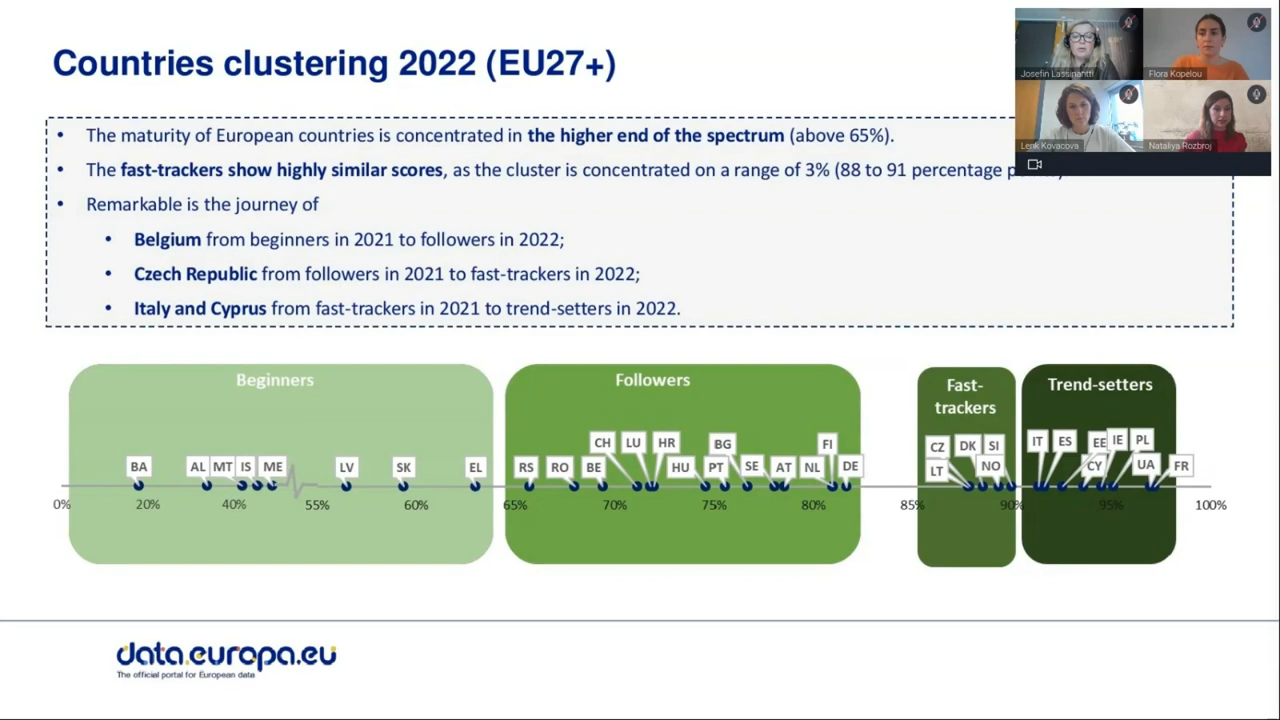 Countries clustering 2022 (EU27+)
Josefin Lassinantti
Flora Kopelou
Lenk Kovacova
Nataliya Rozbroj
• The maturity of European countries is concentrated in the higher end of the spectrum (above 65%).
• The fast-trackers show highly similar scores, as the cluster is concentrated on a range of 3% (88 to 91 percentage
• Remarkable is the journey of
• Belgium from beginners in 2021 to followers in 2022;
• Czech Republic from followers in 2021 to fast-trackers in 2022;
• Italy and Cyprus from fast-trackers in 2021 to trend-setters in 2022.
Beginners
BA AL MT IS ME LV SK EL
Followers
CH LU HR BG FI
RS RO BE HU PT SE AT NL DE
Fast-
trackers
CZ DK SI
LT NO
Trend-setters
IT ES EE IE PL
CY UA FR
0% 20% 40% 55% 60% 65% 70% 75% 80% 85% 90% 95% 100%
data.europa.eu
The official portal for European data